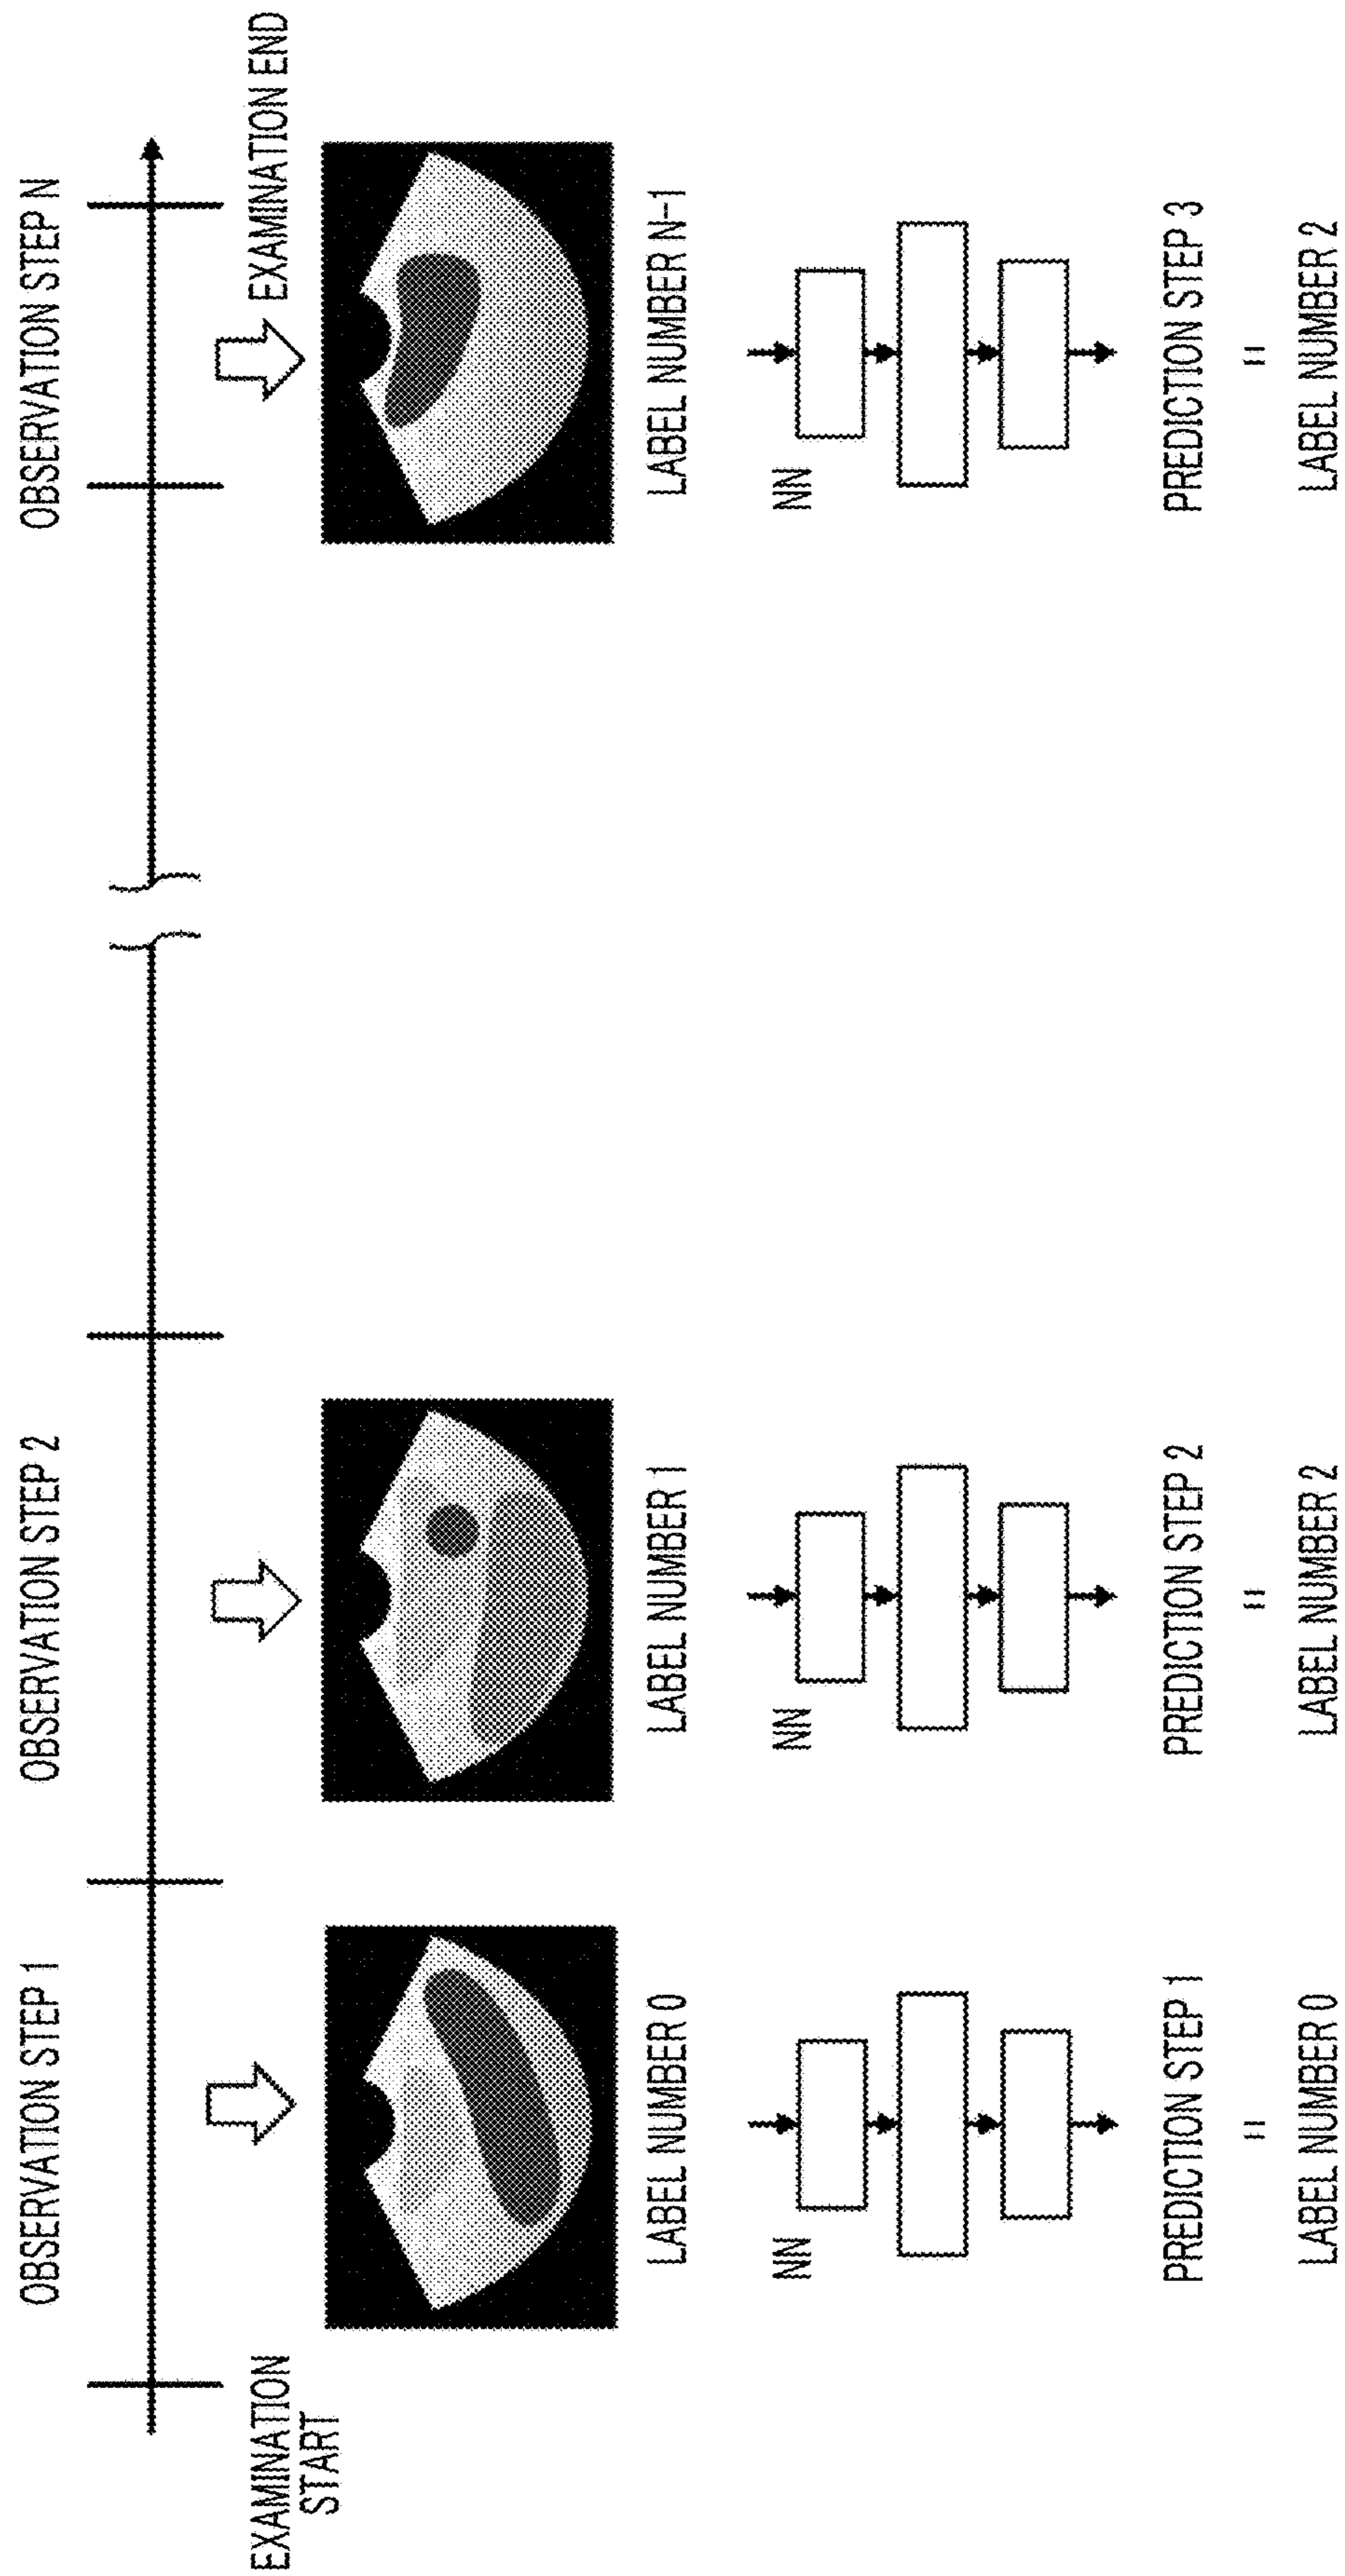 OBSERVATION STEP 1
OBSERVATION STEP 2
OBSERVATION STEP N
EXAMINATION
START
EXAMINATION END
LABEL NUMBER 0
LABEL NUMBER 1
LABEL NUMBER N-1
NN
NN
NN
PREDICTION STEP 1
PREDICTION STEP 2
PREDICTION STEP 3
=
=
=
LABEL NUMBER 0
LABEL NUMBER 2
LABEL NUMBER 2